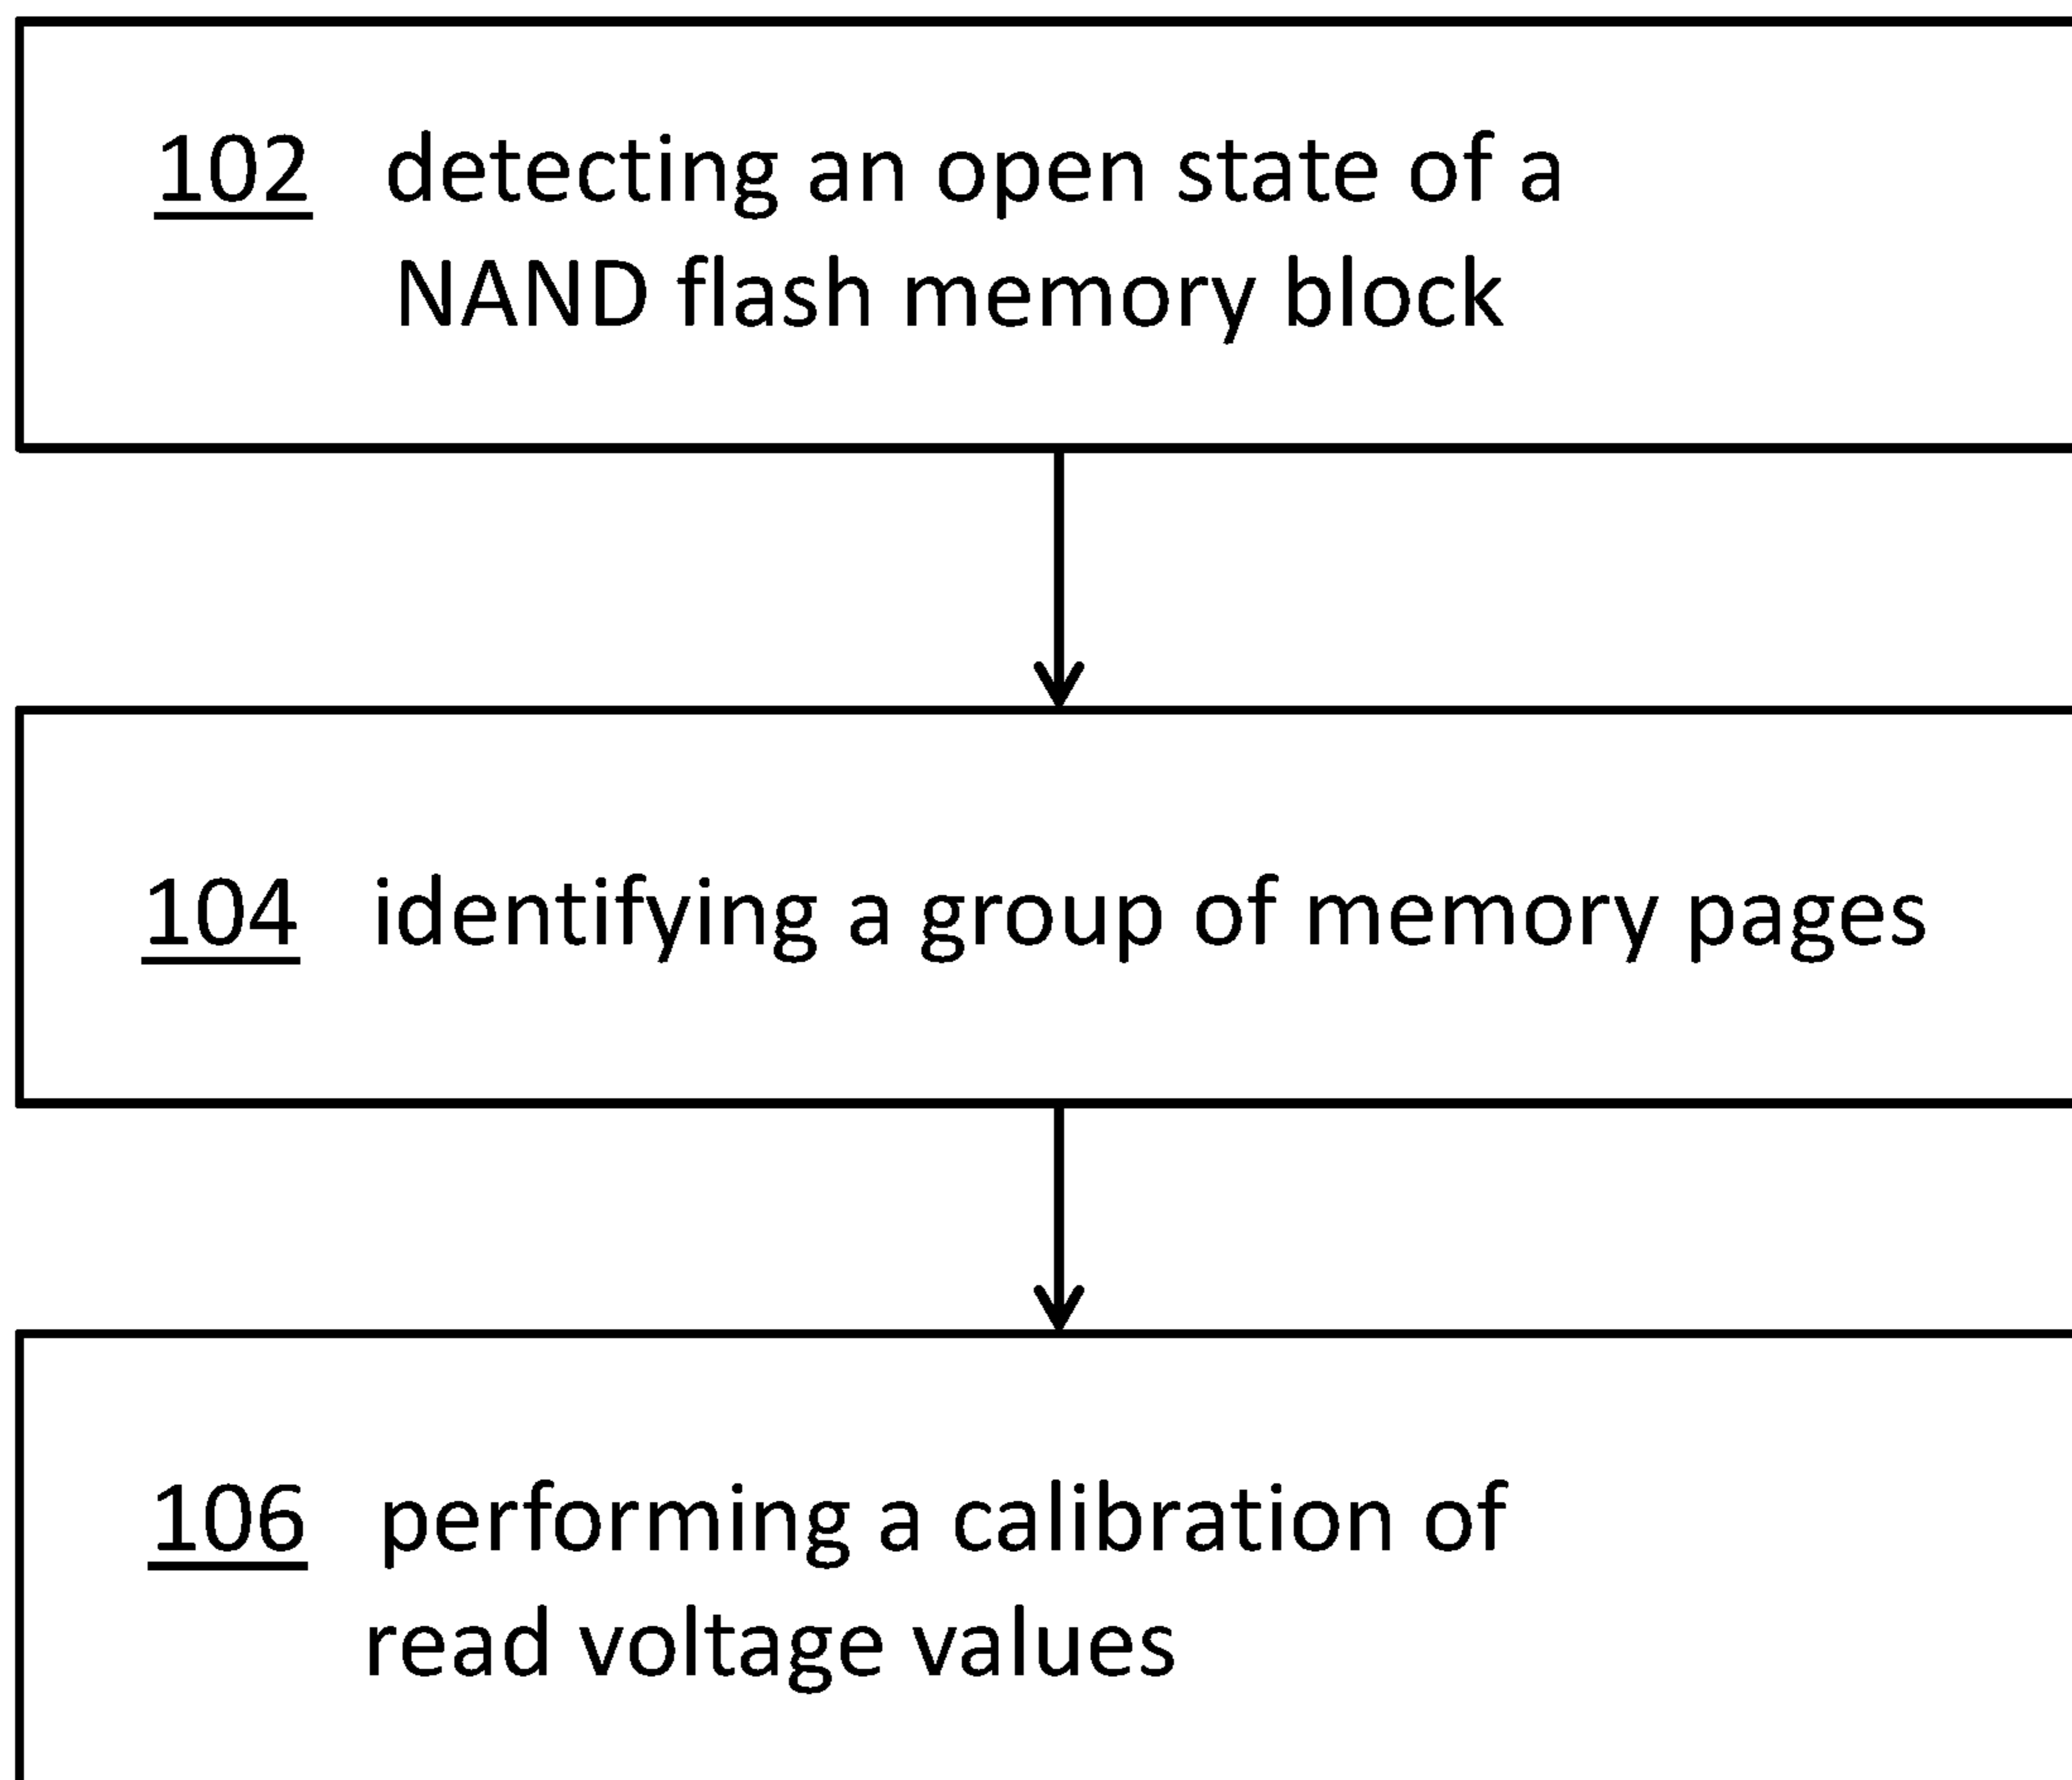 102 detecting an open state of a
NAND flash memory block
104 identifying a group of memory pages
106 performing a calibration of
read voltage values